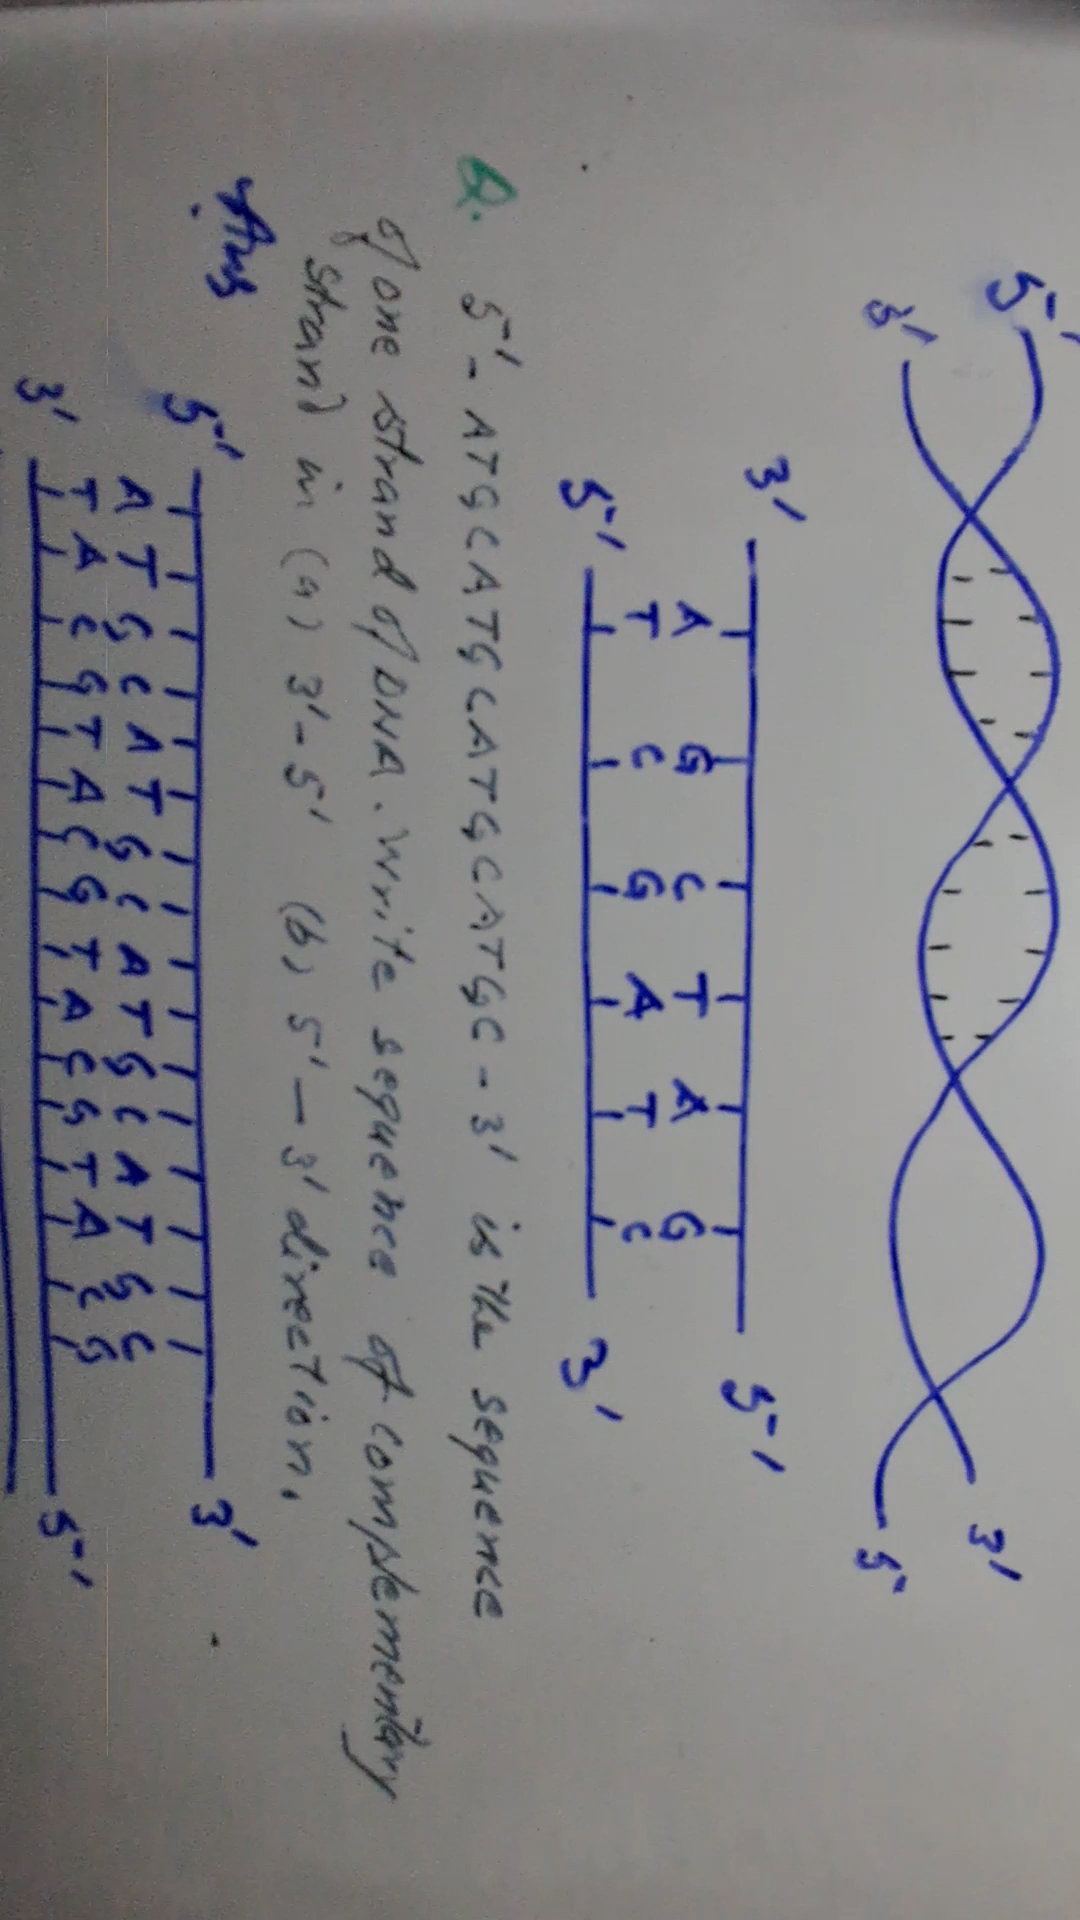 5' 3'
3' 5'
3' 5'
A G C T A G
T C G A T C
5' 3'
Q. 5'- ATGCATGCATGCATGC - 3' is the sequence
of one strand of DNA. Write sequence of complementary
strand in (a) 3'- 5' (b) 5' - 3' direction.
Ans
5' 3'
A T G C A T G C A T G C A T G C
T A C G T A C G T A C G T A C G
3' 5'